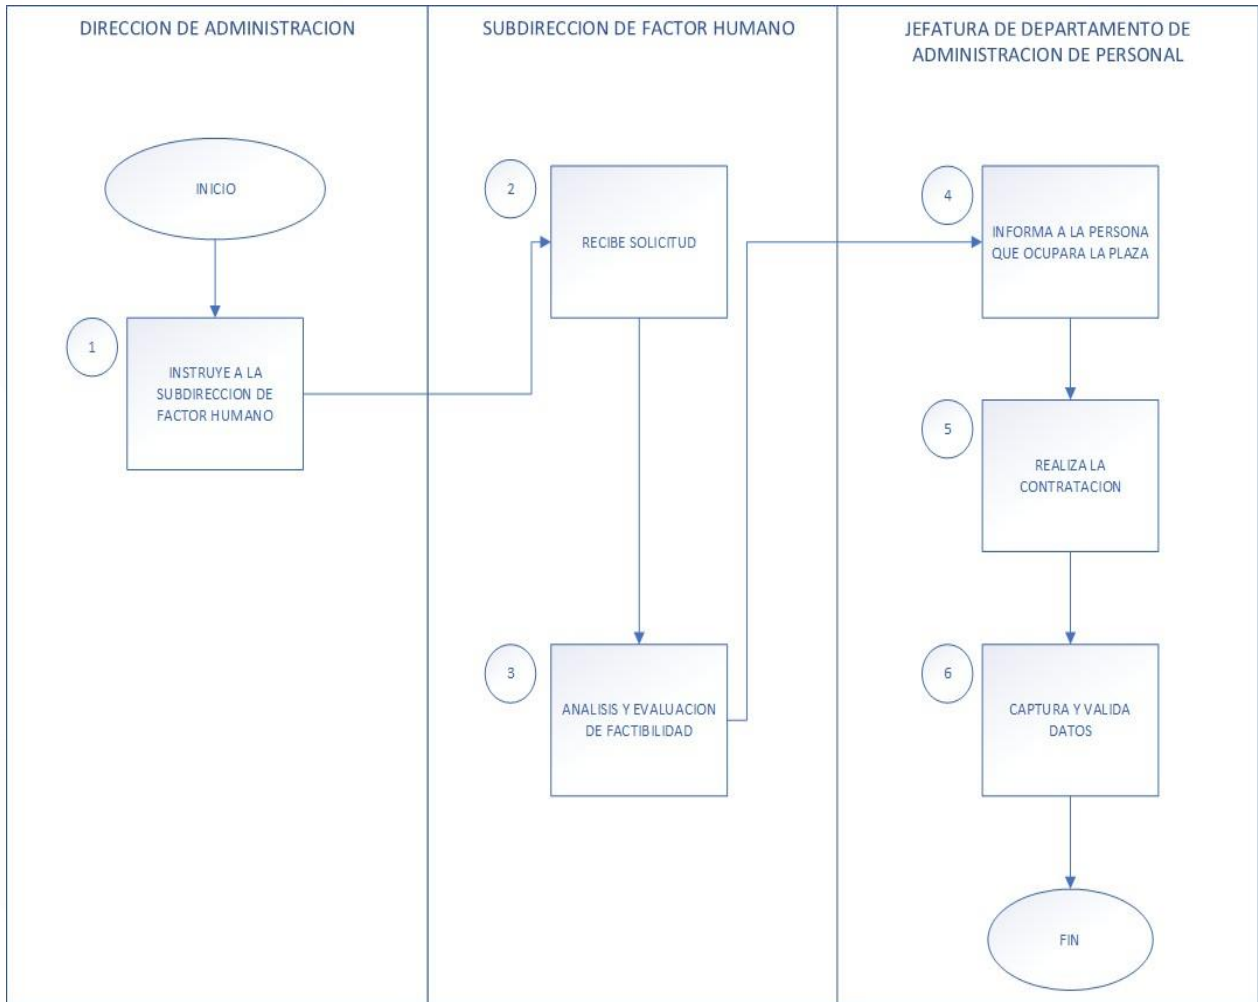 DIRECCION DE ADMINISTRACION
SUBDIRECCION DE FACTOR HUMANO
JEFATURA DE DEPARTAMENTO DE
ADMINISTRACION DE PERSONAL
INICIO
1
INSTRUYE A LA
SUBDIRECCION DE
FACTOR HUMANO
2
RECIBE SOLICITUD
3
ANALISIS Y EVALUACION
DE FACTIBILIDAD
4
INFORMA A LA PERSONA
QUE OCUPARA LA PLAZA
5
REALIZA LA
CONTRATACION
6
CAPTURA Y VALIDA
DATOS
FIN